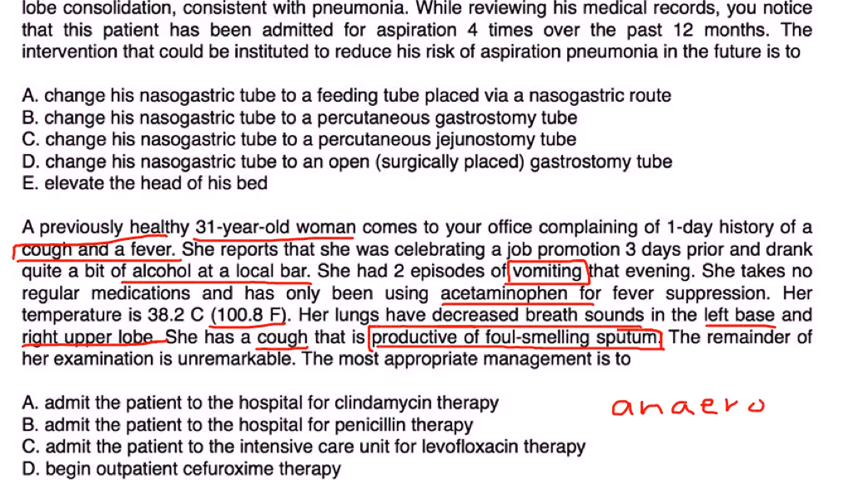 lobe consolidation, consistent with pneumonia. While reviewing his medical records, you notice
that this patient has been admitted for aspiration 4 times over the past 12 months. The
intervention that could be instituted to reduce his risk of aspiration pneumonia in the future is to
A. change his nasogastric tube to a feeding tube placed via a nasogastric route
B. change his nasogastric tube to a percutaneous gastrostomy tube
C. change his nasogastric tube to a percutaneous jejunostomy tube
D. change his nasogastric tube to an open (surgically placed) gastrostomy tube
E. elevate the head of his bed
A previously healthy 31-year-old woman comes to your office complaining of 1-day history of a
cough and a fever. She reports that she was celebrating a job promotion 3 days prior and drank
quite a bit of alcohol at a local bar. She had 2 episodes of vomiting that evening. She takes no
regular medications and has only been using acetaminophen for fever suppression. Her
temperature is 38.2 C (100.8 F). Her lungs have decreased breath sounds in the left base and
right upper lobe. She has a cough that is productive of foul-smelling sputum. The remainder of
her examination is unremarkable. The most appropriate management is to
A. admit the patient to the hospital for clindamycin therapy
anaero
B. admit the patient to the hospital for penicillin therapy
C. admit the patient to the intensive care unit for levofloxacin therapy
D. begin outpatient cefuroxime therapy